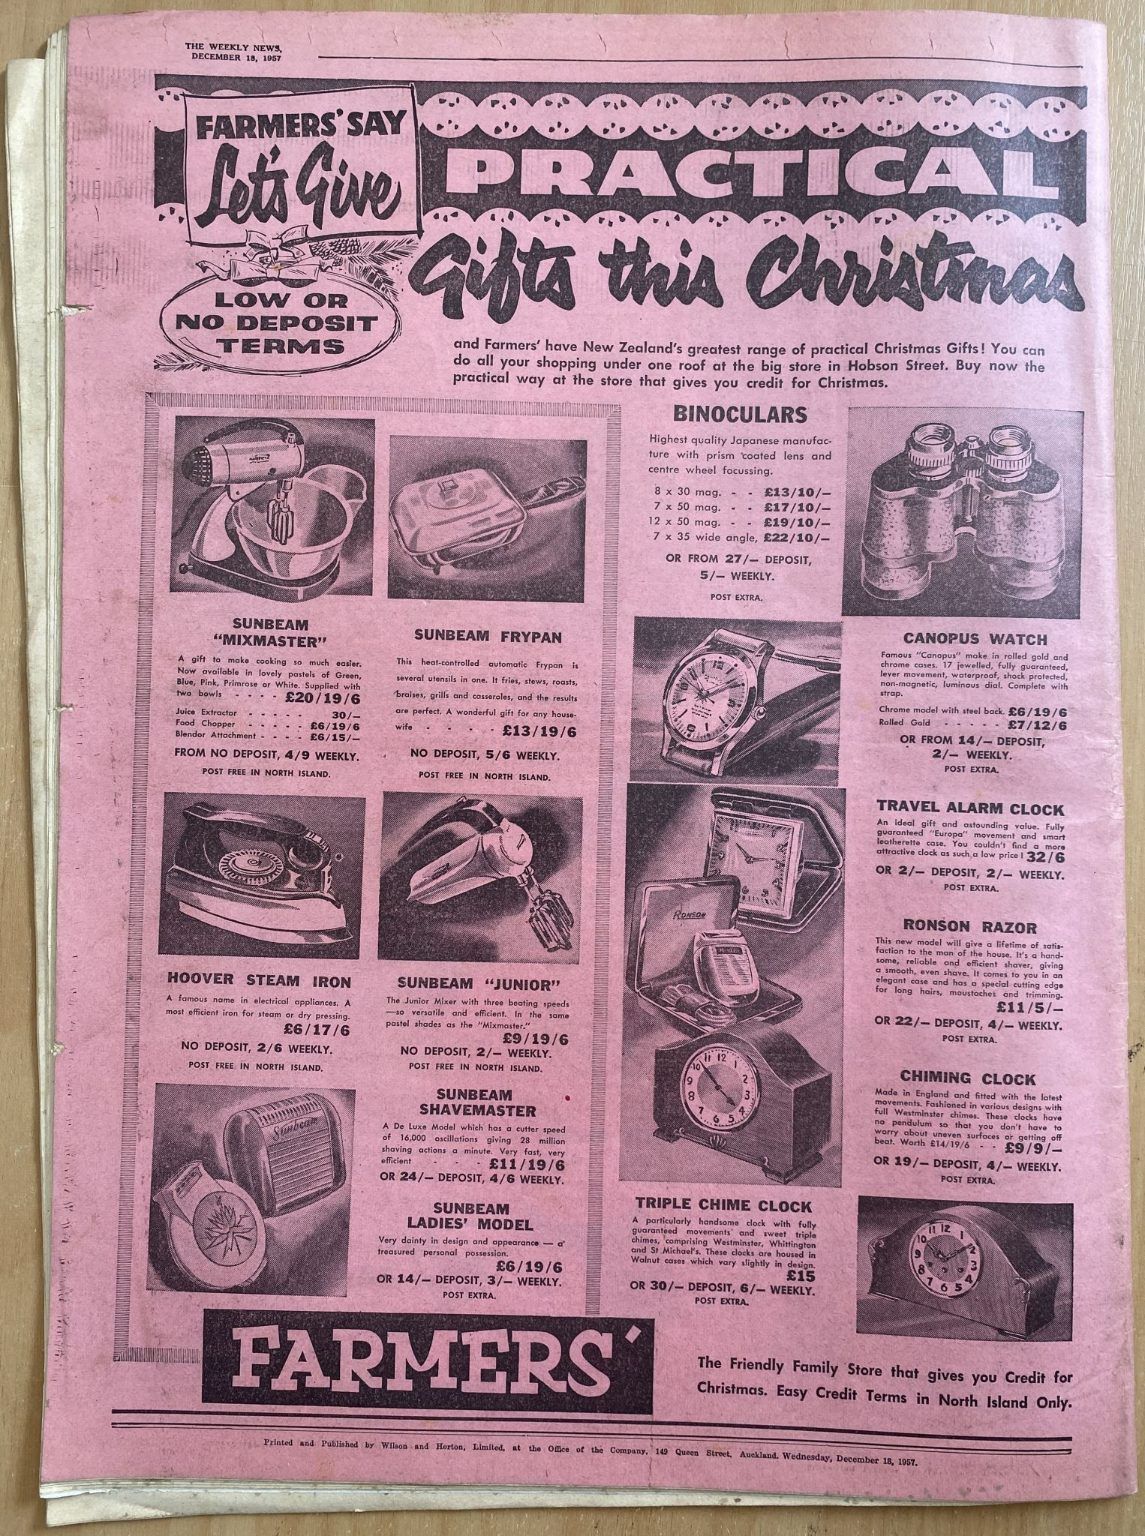 THE WEEKLY NEWS,
DECEMBER 18, 1957
FARMERS' SAY
Let's Give
PRACTICAL
Gifts this Christmas
LOW OR
NO DEPOSIT
TERMS
and Farmers' have New Zealand's greatest range of practical Christmas Gifts! You can
do all your shopping under one roof at the big store in Hobson Street. Buy now the
practical way at the store that gives you credit for Christmas.
SUNBEAM
"MIXMASTER"
A gift to make cooking so much easier.
Now available in lovely pastels of Green,
Blue, Pink, Primrose or White. Supplied with
two bowls - - - - £20/19/6
Juice Extractor - - - - - 30/—
Food Chopper - - - - - £6/19/6
Blendor Attachment - - - - £6/15/—
FROM NO DEPOSIT, 4/9 WEEKLY.
POST FREE IN NORTH ISLAND.
SUNBEAM FRYPAN
This heat-controlled automatic Frypan is
several utensils in one. It fries, stews, roasts,
braises, grills and casseroles, and the results
are perfect. A wonderful gift for any house-
wife - - - - - £13/19/6
NO DEPOSIT, 5/6 WEEKLY.
POST FREE IN NORTH ISLAND.
HOOVER STEAM IRON
A famous name in electrical appliances. A
most efficient iron for steam or dry pressing.
£6/17/6
NO DEPOSIT, 2/6 WEEKLY.
POST FREE IN NORTH ISLAND.
SUNBEAM "JUNIOR"
The Junior Mixer with three beating speeds
—so versatile and efficient. In the same
pastel shades as the "Mixmaster."
£9/19/6
NO DEPOSIT, 2/— WEEKLY.
POST FREE IN NORTH ISLAND.
Sunbeam
SUNBEAM
SHAVEMASTER
A De Luxe Model which has a cutter speed
of 16,000 oscillations giving 28 million
shaving actions a minute. Very fast, very
efficient - - - - £11/19/6
OR 24/— DEPOSIT, 4/6 WEEKLY.
SUNBEAM
LADIES' MODEL
Very dainty in design and appearance — a
treasured personal possession.
£6/19/6
OR 14/— DEPOSIT, 3/— WEEKLY.
POST EXTRA.
BINOCULARS
Highest quality Japanese manufac-
ture with prism coated lens and
centre wheel focussing.
8 x 30 mag. - - £13/10/—
7 x 50 mag. - - £17/10/—
12 x 50 mag. - - £19/10/—
7 x 35 wide angle, £22/10/—
OR FROM 27/— DEPOSIT,
5/— WEEKLY.
POST EXTRA.
CANOPUS WATCH
Famous "Canopus" make in rolled gold and
chrome cases. 17 jewelled, fully guaranteed,
lever movement, waterproof, shock protected,
non-magnetic, luminous dial. Complete with
strap.
Chrome model with steel back. £6/19/6
Rolled Gold - - - - - £7/12/6
OR FROM 14/— DEPOSIT,
2/— WEEKLY.
POST EXTRA.
TRAVEL ALARM CLOCK
An ideal gift and astounding value. Fully
guaranteed "Europa" movement and smart
leatherette case. You couldn't find a more
attractive clock as such a low price! 32/6
OR 2/— DEPOSIT, 2/— WEEKLY.
POST EXTRA.
RONSON
RONSON RAZOR
This new model will give a lifetime of satis-
faction to the man of the house. It's a hand-
some, reliable and efficient shaver, giving
a smooth, even shave. It comes to you in an
elegant case and has a special cutting edge
for long hairs, moustaches and trimming.
£11/5/—
OR 22/— DEPOSIT, 4/— WEEKLY.
POST EXTRA.
CHIMING CLOCK
Made in England and fitted with the latest
movements. Fashioned in various designs with
full Westminster chimes. These clocks have
no pendulum so that you don't have to
worry about uneven surfaces or getting off
beat. Worth £14/19/6 - - £9/9/—
OR 19/— DEPOSIT, 4/— WEEKLY.
POST EXTRA.
TRIPLE CHIME CLOCK
A particularly handsome clock with fully
guaranteed movements and sweet triple
chimes, comprising Westminster, Whittington
and St Michael's. These clocks are housed in
Walnut cases which vary slightly in design.
£15
OR 30/— DEPOSIT, 6/— WEEKLY.
POST EXTRA.
FARMERS'
The Friendly Family Store that gives you Credit for
Christmas. Easy Credit Terms in North Island Only.
Printed and Published by Wilson and Horton, Limited, at the Office of the Company, 149 Queen Street, Auckland. Wednesday, December 18, 1957.